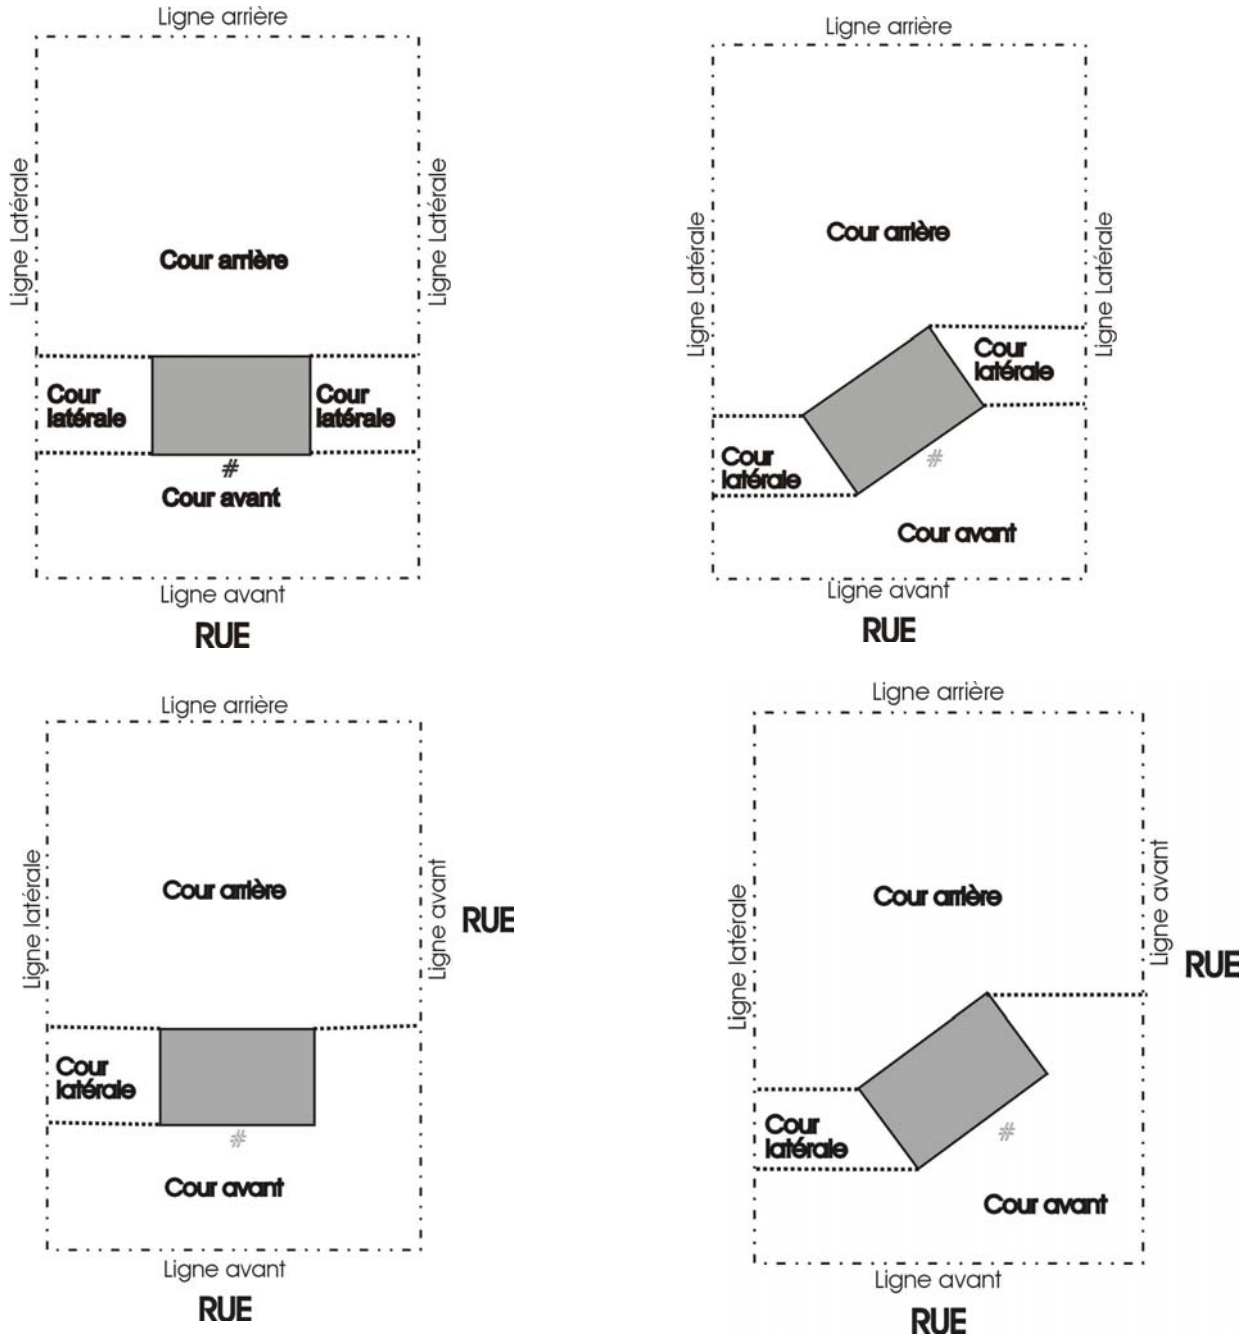 Ligne arrière
Ligne Latérale
Ligne Latérale
Cour arrière
Cour
latérale
Cour
latérale
#
Cour avant
Ligne avant
RUE
Ligne arrière
Ligne Latérale
Ligne Latérale
Cour arrière
Cour
latérale
Cour
latérale
#
Cour avant
Ligne avant
RUE
Ligne arrière
Ligne latérale
Cour arrière
Ligne avant
RUE
Cour
latérale
#
Cour avant
Ligne avant
RUE
Ligne arrière
Ligne latérale
Cour arrière
Ligne avant
RUE
Cour
latérale
#
Cour avant
Ligne avant
RUE